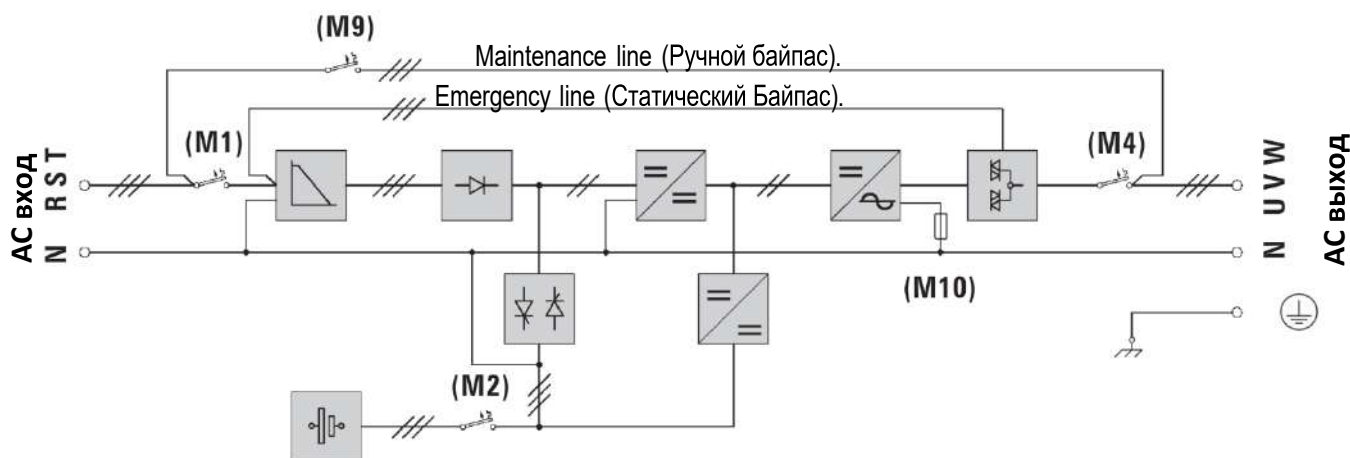 (M9)
Maintenance line (Ручной байпас).
Emergency line (Статический Байпас).
(M1)
(M4)
АС вход
R S T
N
U V W
N
АС выход
(M10)
(M2)